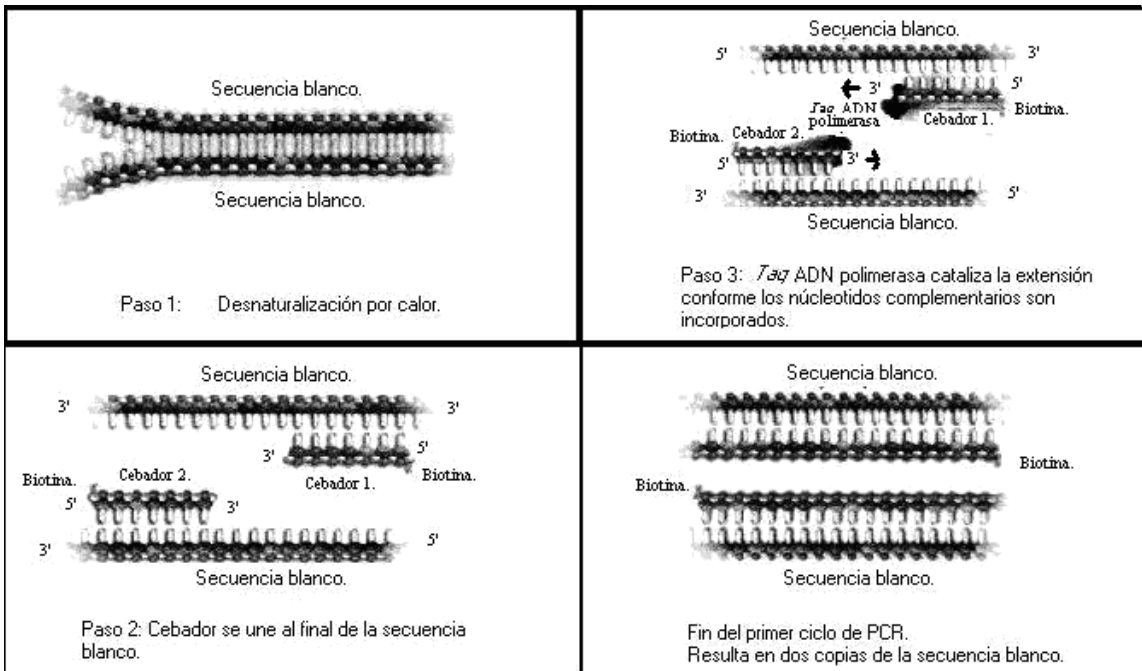 Secuencia blanco.
Secuencia blanco.
Paso 1: Desnaturalización por calor.
Secuencia blanco.
5' 3'
3' 5'
Taq ADN
polimerasa
Cebador 1.
Biotina.
Biotina.
Cebador 2.
5' 3'
3' 5'
Secuencia blanco.
Paso 3: Taq ADN polimerasa cataliza la extensión
conforme los núcleotidos complementarios son
incorporados.
Secuencia blanco.
3' 3'
3' 5'
Cebador 1.
Biotina.
Biotina.
Cebador 2.
5' 3'
3' 5'
Secuencia blanco.
Paso 2: Cebador se une al final de la secuencia
blanco.
Secuencia blanco.
Biotina.
Biotina.
Secuencia blanco.
Fin del primer ciclo de PCR.
Resulta en dos copias de la secuencia blanco.